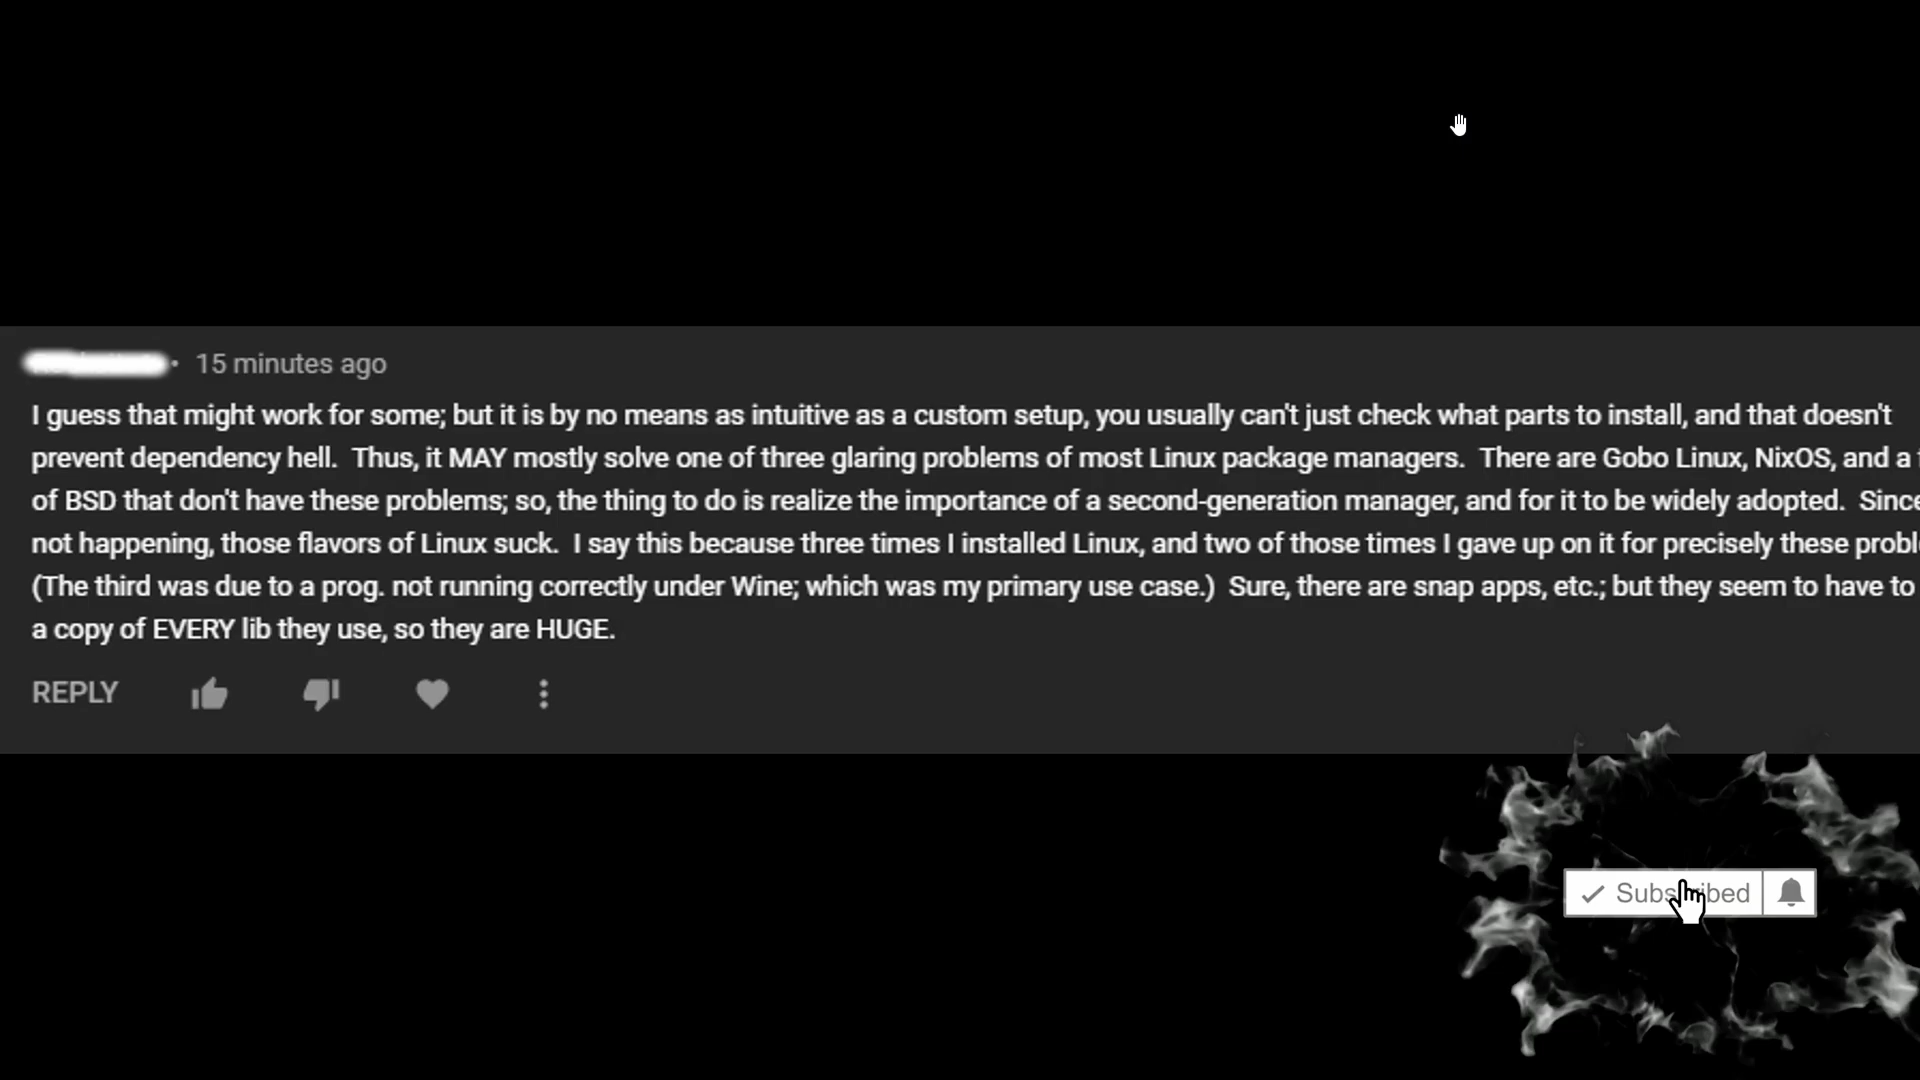 15 minutes ago
I guess that might work for some; but it is by no means as intuitive as a custom setup, you usually can't just check what parts to install, and that doesn't
prevent dependency hell.  Thus, it MAY mostly solve one of three glaring problems of most Linux package managers.  There are Gobo Linux, NixOS, and a
of BSD that don't have these problems; so, the thing to do is realize the importance of a second-generation manager, and for it to be widely adopted.  Since
not happening, those flavors of Linux suck.  I say this because three times I installed Linux, and two of those times I gave up on it for precisely these
(The third was due to a prog. not running correctly under Wine; which was my primary use case.)  Sure, there are snap apps, etc.; but they seem to have to
a copy of EVERY lib they use, so they are HUGE.
REPLY
Subscribed